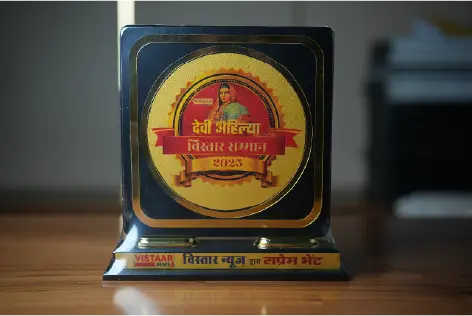 VISTAAR
देवी अहिल्या
विस्तार सम्मान
2025
VISTAAR NEWS
विस्तार न्यूज़ द्वारा सप्रेम भेंट